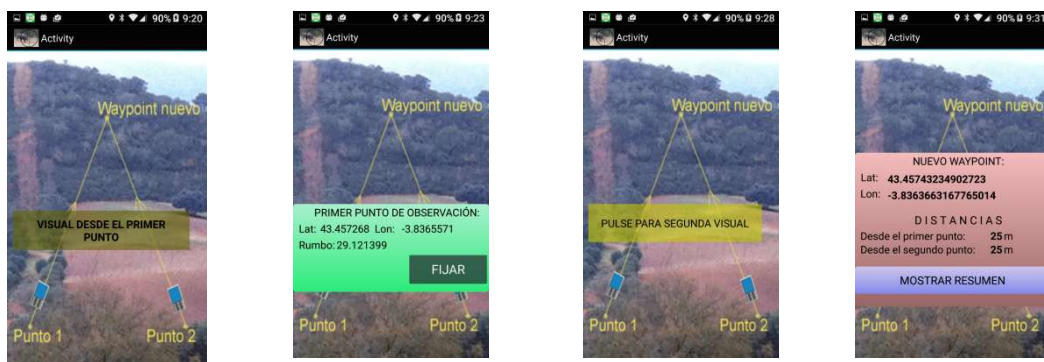 90% 9:20
Activity
Waypoint nuevo
VISUAL DESDE EL PRIMER
PUNTO
Punto 1
Punto 2
90% 9:23
Activity
Waypoint nuevo
PRIMER PUNTO DE OBSERVACIÓN:
Lat: 43.457268 Lon: -3.8365571
Rumbo: 29.121399
FIJAR
Punto 1
Punto 2
90% 9:28
Activity
Waypoint nuevo
PULSE PARA SEGUNDA VISUAL
Punto 1
Punto 2
90% 9:31
Activity
Waypoint nuevo
NUEVO WAYPOINT:
Lat: 43.45743234902723
Lon: -3.8363663167765014
DISTANCIAS
Desde el primer punto: 25 m
Desde el segundo punto: 25 m
MOSTRAR RESUMEN
Punto 1
Punto 2